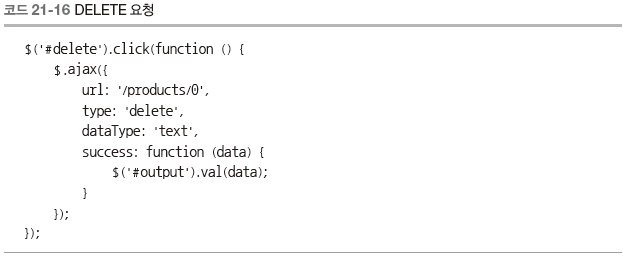 코드 21-16 DELETE 요청
$('#delete').click(function () {
    $.ajax({
        url: '/products/0',
        type: 'delete',
        dataType: 'text',
        success: function (data) {
            $('#output').val(data);
        }
    });
});